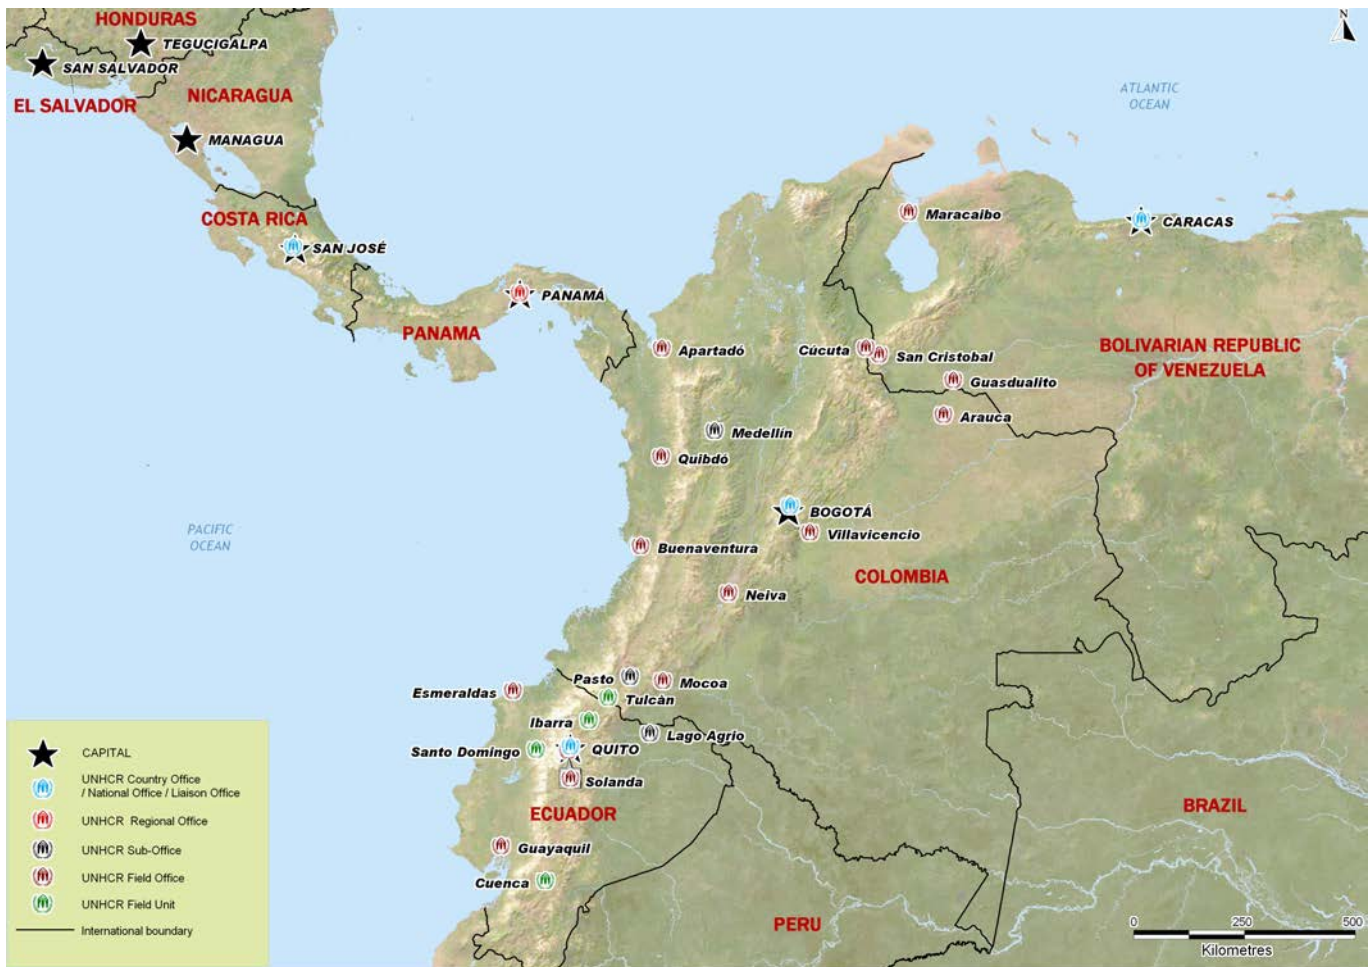 HONDURAS
TEGUCIGALPA
SAN SALVADOR
EL SALVADOR
NICARAGUA
MANAGUA
COSTA RICA
SAN JOSÉ
PANAMÁ
PANAMA
N
ATLANTIC
OCEAN
Maracaibo
CARACAS
Apartadó
Cúcuta
San Cristobal
BOLIVARIAN REPUBLIC
OF VENEZUELA
Guasdualito
Arauca
Medellín
Quibdó
BOGOTÁ
Villavicencio
PACIFIC
OCEAN
Buenaventura
COLOMBIA
Neiva
Pasto
Mocoa
Esmeraldas
Tulcàn
Ibarra
Lago Agrio
Santo Domingo
QUITO
Solanda
ECUADOR
BRAZIL
Guayaquil
Cuenca
PERU
CAPITAL
UNHCR Country Office
/ National Office / Liaison Office
UNHCR Regional Office
UNHCR Sub-Office
UNHCR Field Office
UNHCR Field Unit
International boundary
0 250 500
Kilometres